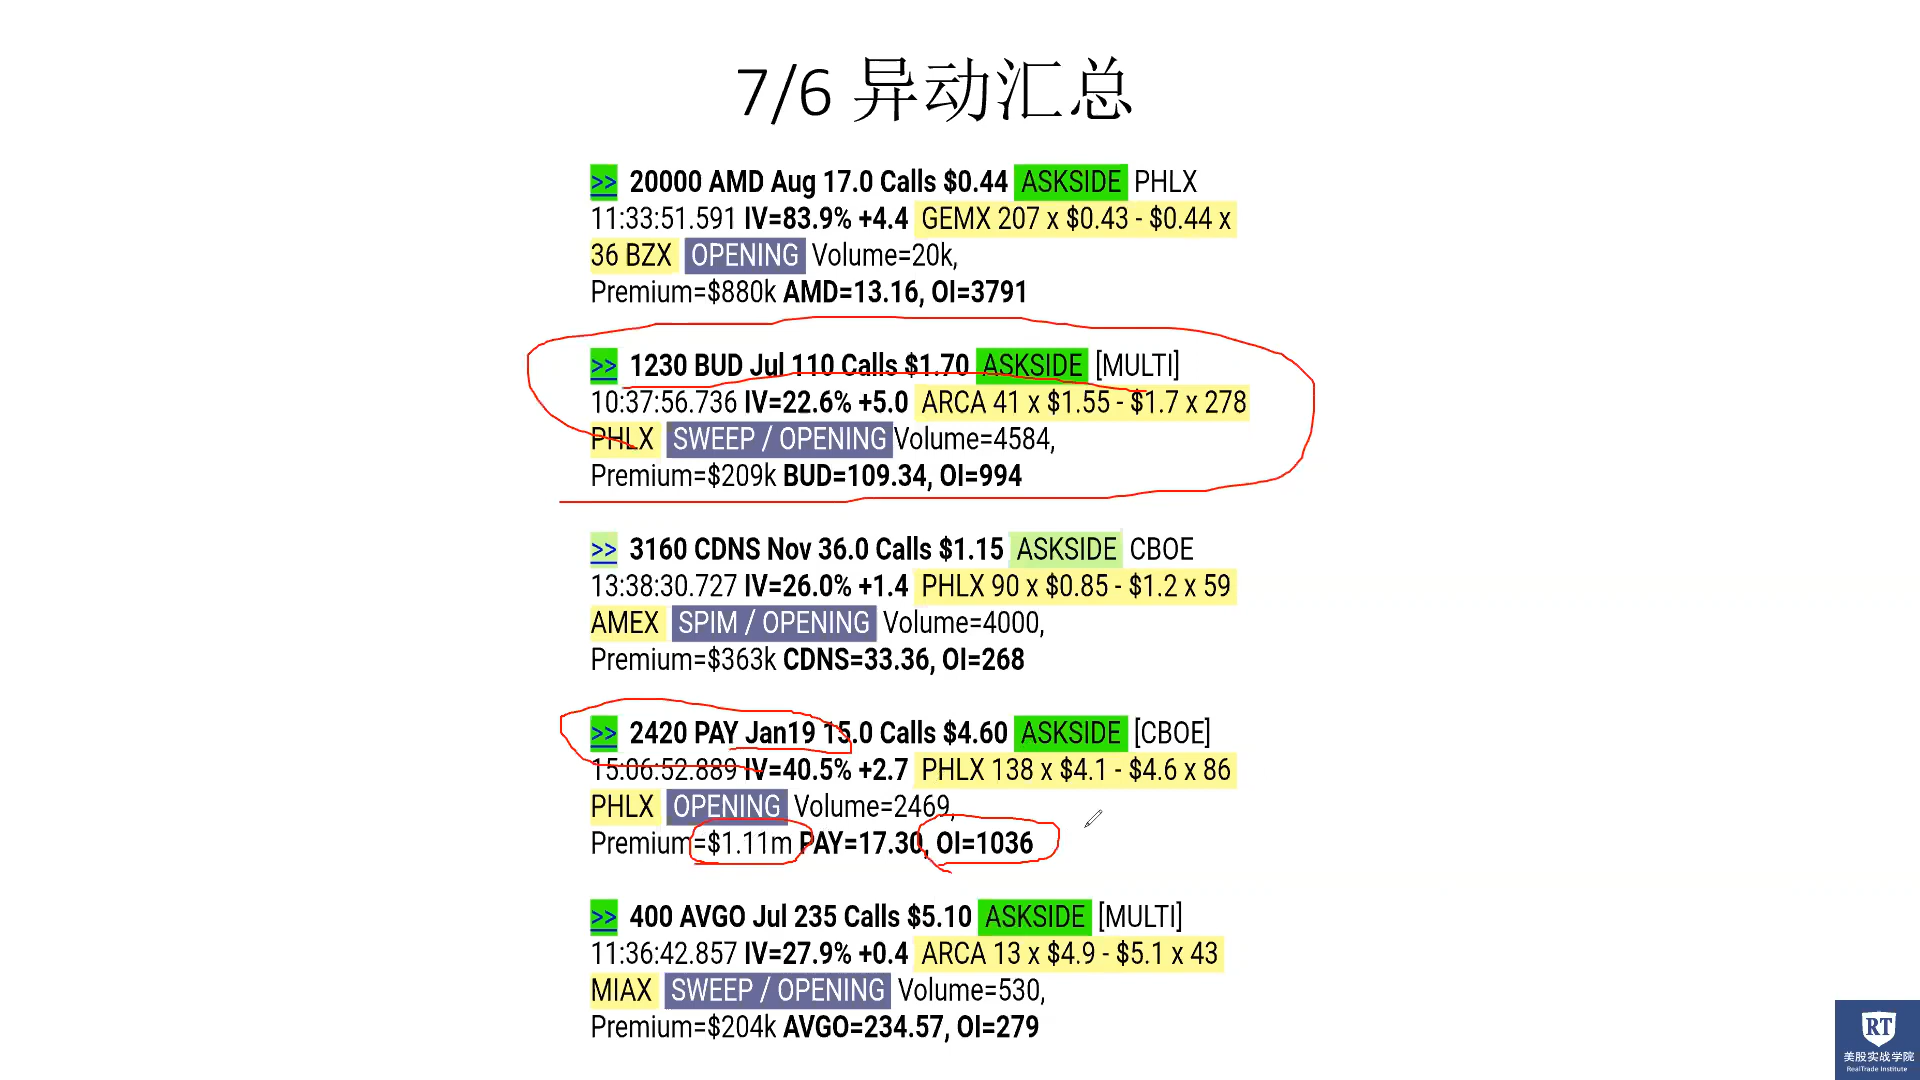 7/6 异动汇总
>> 20000 AMD Aug 17.0 Calls $0.44 ASKSIDE PHLX
11:33:51.591 IV=83.9% +4.4 GEMX 207 x $0.43 - $0.44 x
36 BZX OPENING Volume=20k,
Premium=$880k AMD=13.16, OI=3791
>> 1230 BUD Jul 110 Calls $1.70 ASKSIDE [MULTI]
10:37:56.736 IV=22.6% +5.0 ARCA 41 x $1.55 - $1.7 x 278
PHLX SWEEP / OPENING Volume=4584,
Premium=$209k BUD=109.34, OI=994
>> 3160 CDNS Nov 36.0 Calls $1.15 ASKSIDE CBOE
13:38:30.727 IV=26.0% +1.4 PHLX 90 x $0.85 - $1.2 x 59
AMEX SPIM / OPENING Volume=4000,
Premium=$363k CDNS=33.36, OI=268
>> 2420 PAY Jan19 15.0 Calls $4.60 ASKSIDE [CBOE]
15:06:52.889 IV=40.5% +2.7 PHLX 138 x $4.1 - $4.6 x 86
PHLX OPENING Volume=2469,
Premium=$1.11m PAY=17.30, OI=1036
>> 400 AVGO Jul 235 Calls $5.10 ASKSIDE [MULTI]
11:36:42.857 IV=27.9% +0.4 ARCA 13 x $4.9 - $5.1 x 43
MIAX SWEEP / OPENING Volume=530,
Premium=$204k AVGO=234.57, OI=279
RT
美股实战学院
RealTrade Institute